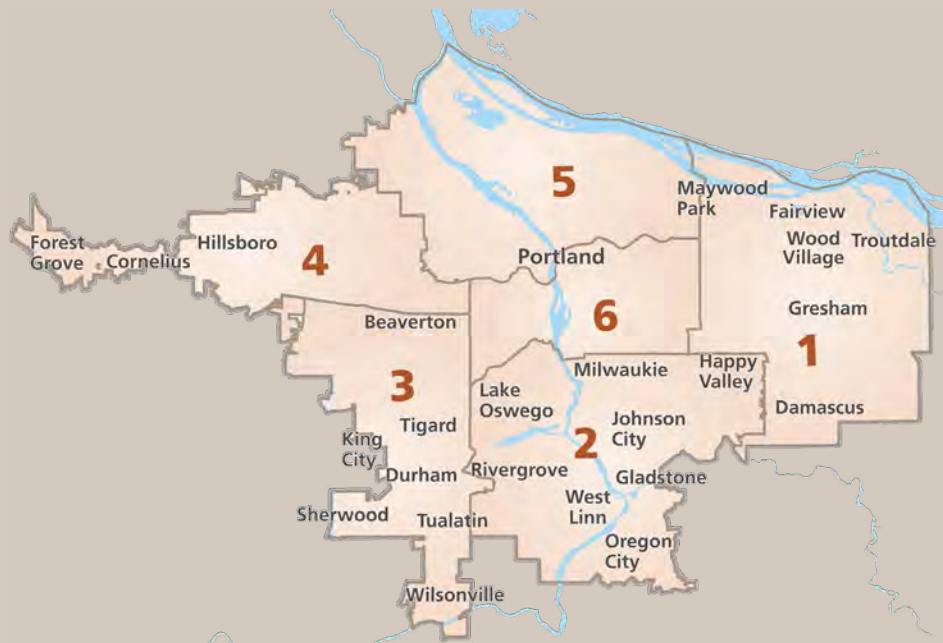 5
Maywood
Park
Fairview
Wood
Village
Troutdale
Forest
Grove
Cornelius
Hillsboro
4
Portland
Gresham
6
1
Beaverton
3
Milwaukie
Happy
Valley
Lake
Oswego
Damascus
Tigard
Johnson
City
King
City
2
Durham
Rivergrove
Gladstone
West
Linn
Sherwood
Tualatin
Oregon
City
Wilsonville